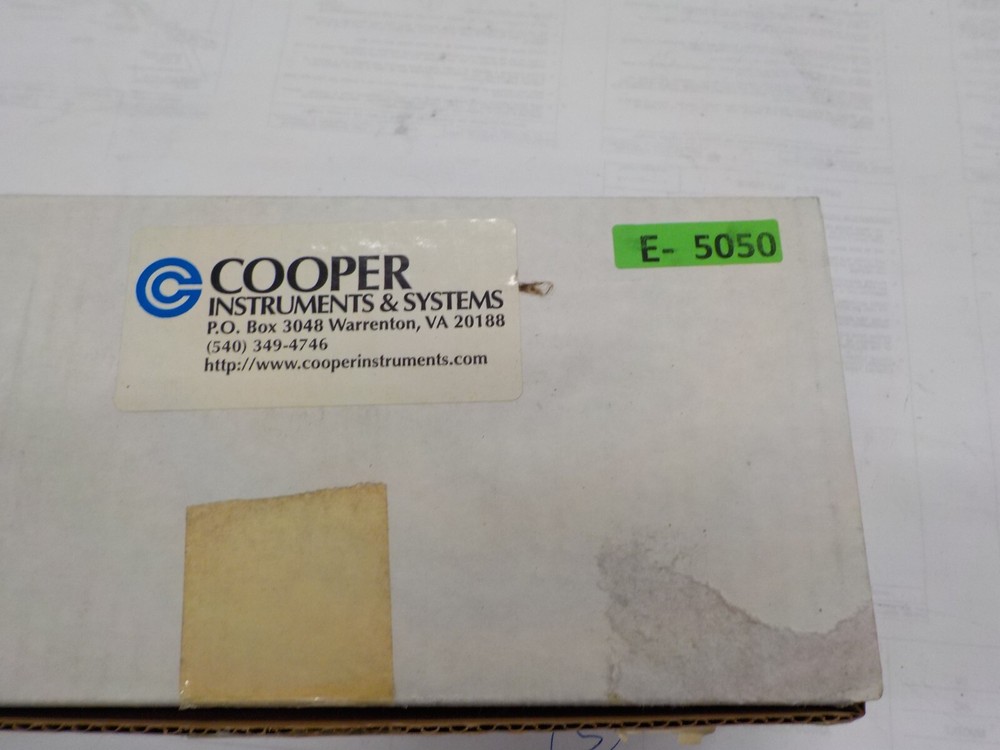 COOPER
INSTRUMENTS & SYSTEMS
P.O. Box 3048 Warrenton, VA 20188
(540) 349-4746
http://www.cooperinstruments.com
E- 5050